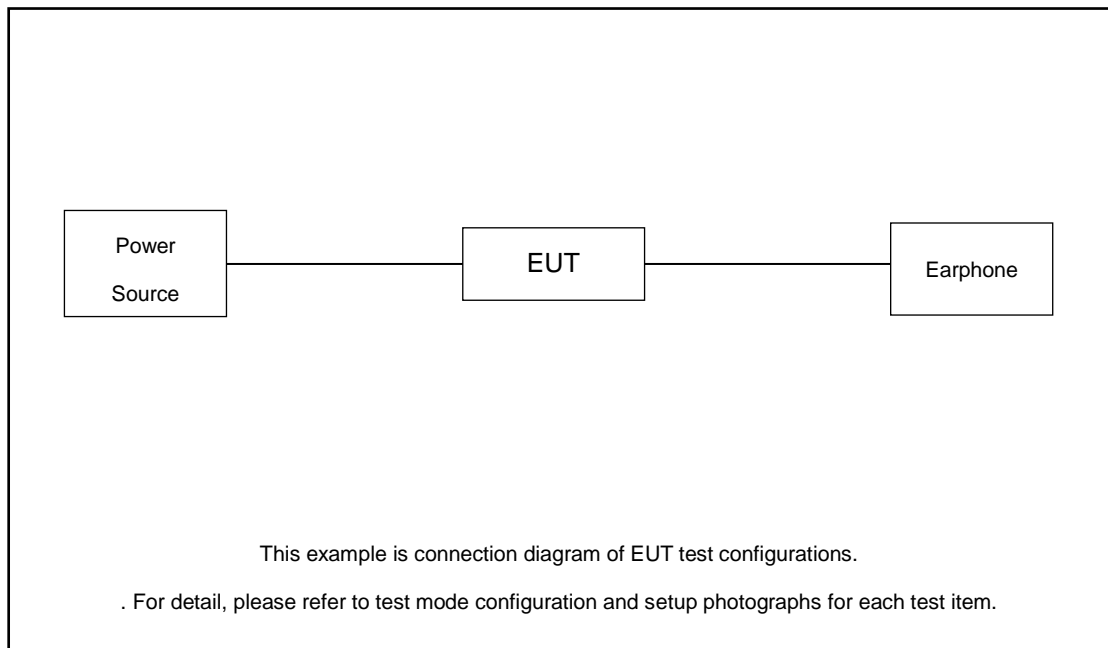 Power
Source
EUT
Earphone
This example is connection diagram of EUT test configurations.
. For detail, please refer to test mode configuration and setup photographs for each test item.